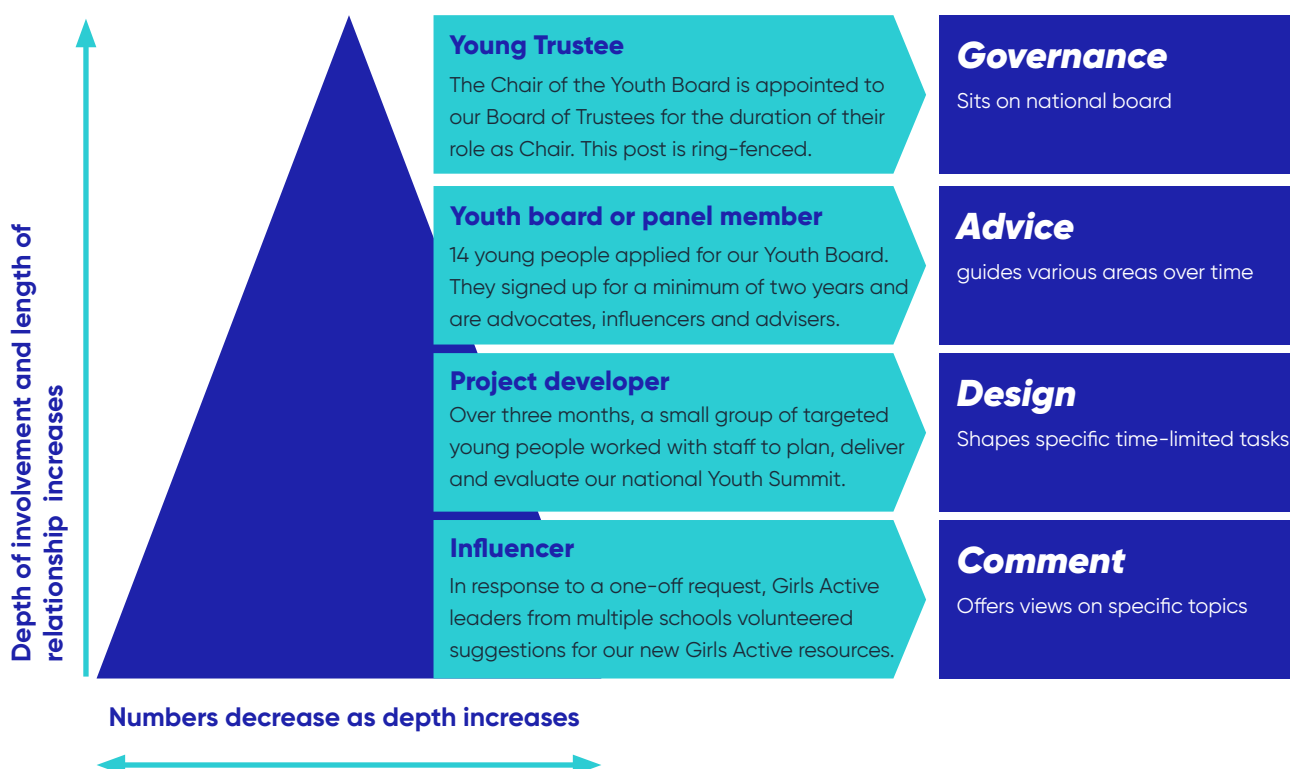 Depth of involvement and length of
relationship increases
Young Trustee
The Chair of the Youth Board is appointed to
our Board of Trustees for the duration of their
role as Chair. This post is ring-fenced.
Governance
Sits on national board
Youth board or panel member
14 young people applied for our Youth Board.
They signed up for a minimum of two years and
are advocates, influencers and advisers.
Advice
guides various areas over time
Project developer
Over three months, a small group of targeted
young people worked with staff to plan, deliver
and evaluate our national Youth Summit.
Design
Shapes specific time-limited tasks
Influencer
In response to a one-off request, Girls Active
leaders from multiple schools volunteered
suggestions for our new Girls Active resources.
Comment
Offers views on specific topics
Numbers decrease as depth increases